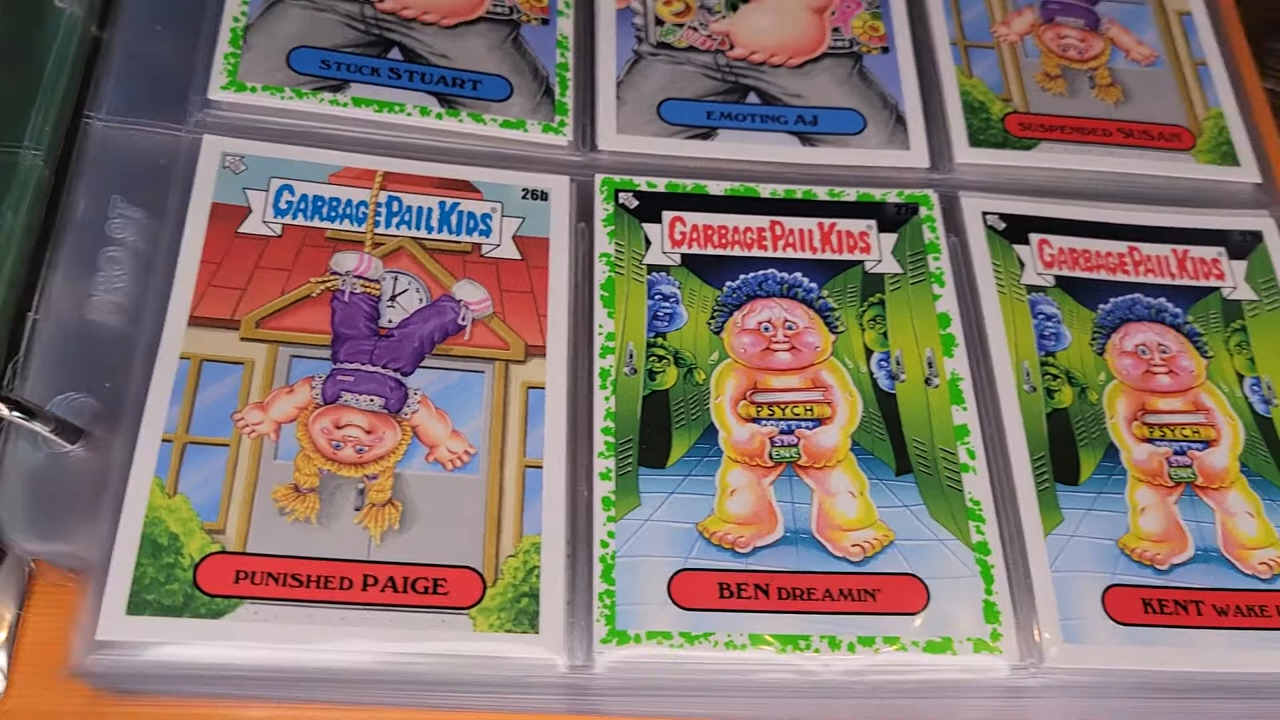 STUCK STUART
EMOTING AJ
SUSPENDED SUSAN
26b
GARBAGE PAIL KIDS
PUNISHED PAIGE
GARBAGE PAIL KIDS
PSYCH
MATH
BEN DREAMIN'
GARBAGE PAIL KIDS
PSYCH
KENT WAKE